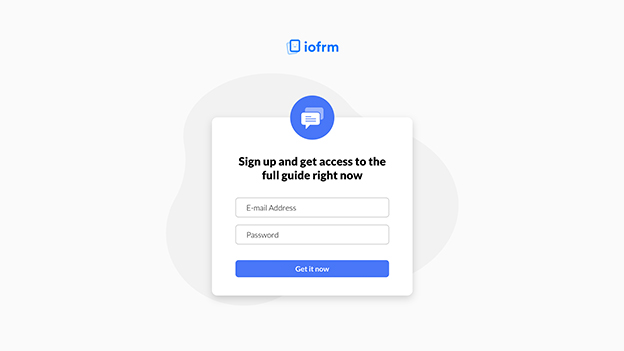 iofrm
Sign up and get access to the
full guide right now
E-mail Address
Password
Get it now